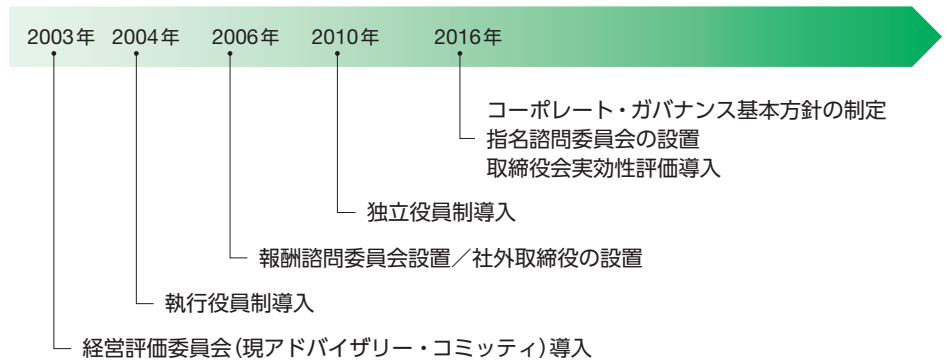 2003年 2004年 2006年 2010年 2016年
コーポレート・ガバナンス基本方針の制定
指名諮問委員会の設置
取締役会実効性評価導入
独立役員制導入
報酬諮問委員会設置／社外取締役の設置
執行役員制導入
経営評価委員会(現アドバイザリー・コミッティ)導入